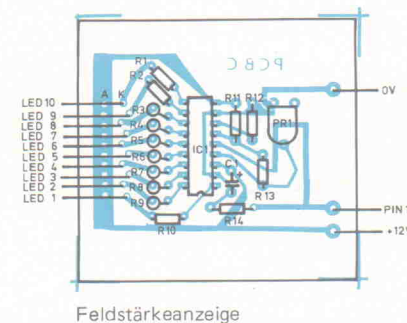 PCBC
R1
R2
R11 R12
0V
A K
LED 10
LED 9
LED 8
LED 7
LED 6
LED 5
LED 4
LED 3
LED 2
LED 1
R3
R4
R5
R6
R7
R8
R9
R10
IC1
PR1
C1
+
R13
R14
PIN 1
+12V
Feldstärkeanzeige